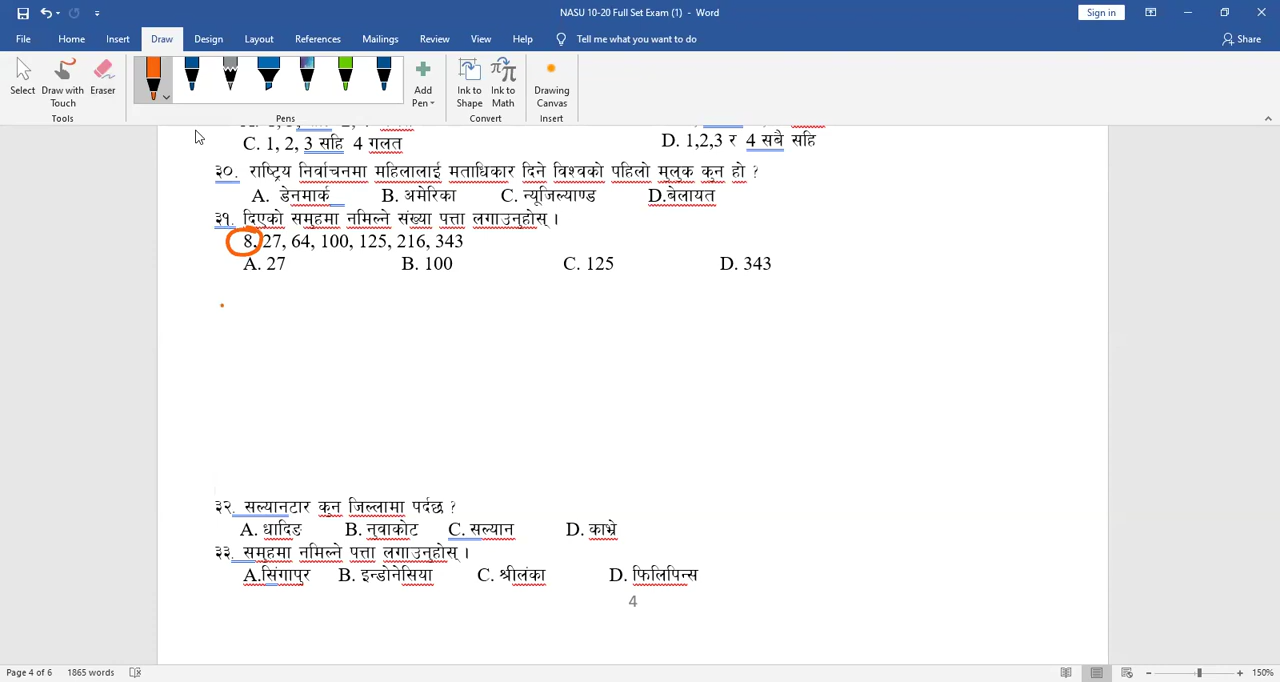 NASU 10-20 Full Set Exam (1) - Word
Sign in
File Home Insert Draw Design Layout References Mailings Review View Help Tell me what you want to do Share
Select Draw with Touch Eraser Add Pen Ink to Shape Ink to Math Drawing Canvas
Tools Pens Convert Insert
C. 1, 2, 3 सहि 4 गलत D. 1,2,3 र 4 सबै सहि
३०. राष्ट्रिय निर्वाचनमा महिलालाई मताधिकार दिने विश्वको पहिलो मुलुक कुन हो ?
A. डेनमार्क B. अमेरिका C. न्यूजिल्याण्ड D.बेलायत
३१. दिएको समुहमा नमिल्ने संख्या पत्ता लगाउनुहोस् ।
8, 27, 64, 100, 125, 216, 343
A. 27 B. 100 C. 125 D. 343
३२. सल्यानटार कुन जिल्लामा पर्दछ ?
A. धादिङ B. नुवाकोट C. सल्यान D. काभ्रे
३३. समुहमा नमिल्ने पत्ता लगाउनुहोस् ।
A.सिंगापुर B. इन्डोनेसिया C. श्रीलंका D. फिलिपिन्स
4
Page 4 of 6 1865 words 150%